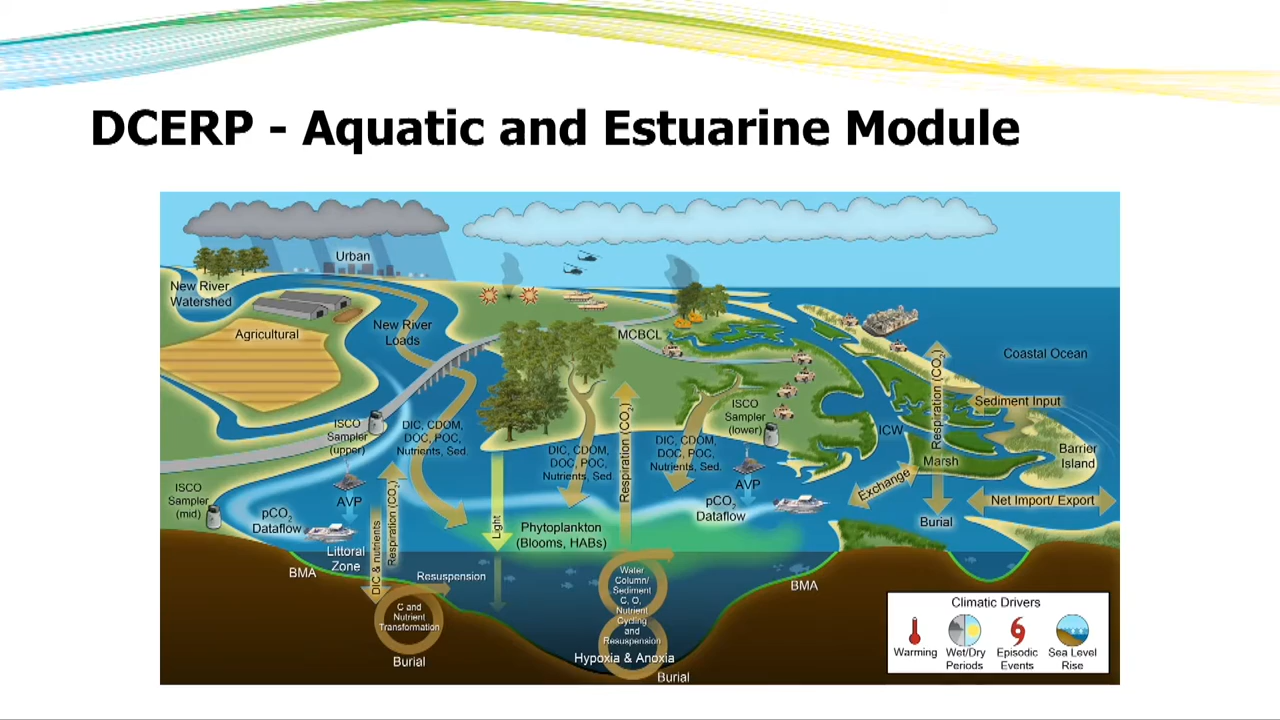 DCERP - Aquatic and Estuarine Module
Urban
New River
Watershed
Agricultural
New River
Loads
MCBCL
Coastal Ocean
ISCO
Sampler
(upper)
DIC, CDOM,
DOC, POC,
Nutrients, Sed.
DIC, CDOM,
DOC, POC,
Nutrients, Sed.
Respiration (CO2)
DIC, CDOM,
DOC, POC,
Nutrients, Sed.
ISCO
Sampler
(lower)
ICW
Respiration (CO2)
Sediment Input
Marsh
Barrier
Island
ISCO
Sampler
(mid)
AVP
pCO2
Dataflow
AVP
pCO2
Dataflow
Exchange
Net Import/ Export
Burial
Light
Phytoplankton
(Blooms, HABs)
Littoral
Zone
BMA
DIC & nutrients
Respiration (CO2)
Resuspension
C and
Nutrient
Transformation
Burial
Water
Column/
Sediment
C, O,
Nutrient
Cycling
and
Resuspension
Hypoxia & Anoxia
Burial
BMA
Climatic Drivers
Warming
Wet/Dry
Periods
Episodic
Events
Sea Level
Rise